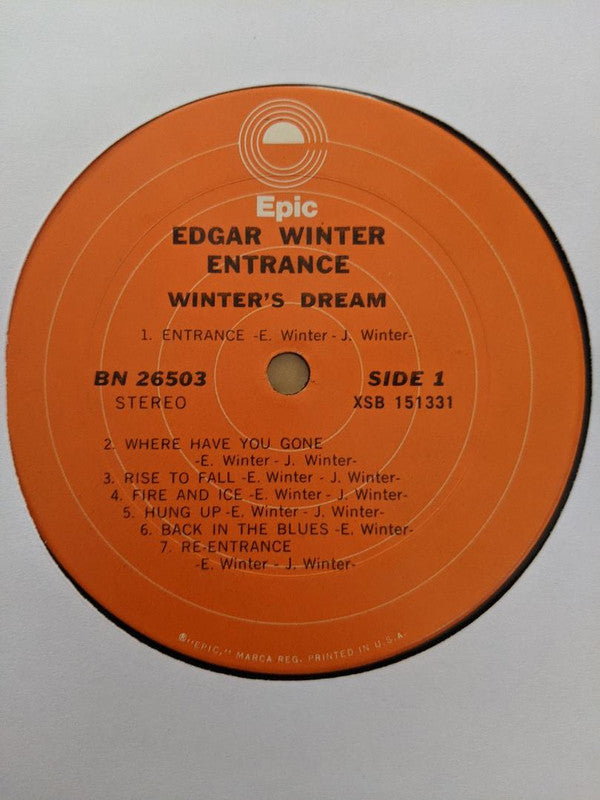 Epic
EDGAR WINTER
ENTRANCE
WINTER'S DREAM
1. ENTRANCE -E. Winter - J. Winter-
BN 26503
STEREO
SIDE 1
XSB 151331
2. WHERE HAVE YOU GONE
-E. Winter - J. Winter-
3. RISE TO FALL -E. Winter - J. Winter-
4. FIRE AND ICE -E. Winter - J. Winter-
5. HUNG UP -E. Winter - J. Winter-
6. BACK IN THE BLUES -E. Winter-
7. RE-ENTRANCE
-E. Winter - J. Winter-
®"EPIC," MARCA REG. PRINTED IN U.S.A.